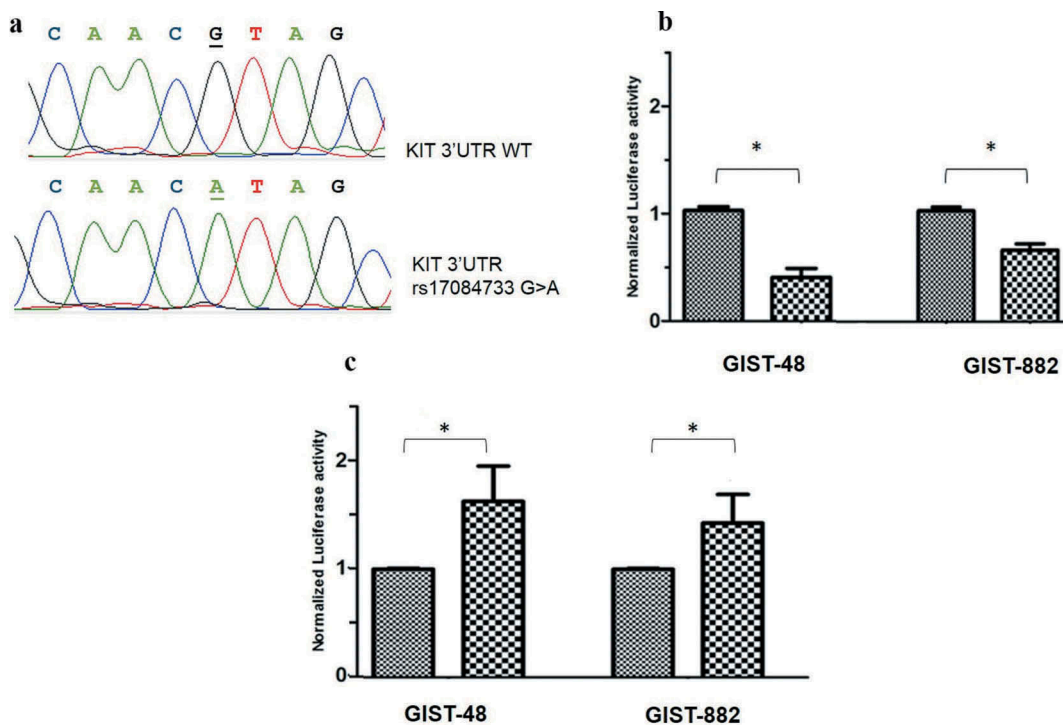 a
C A A C G T A G
KIT 3'UTR WT
C A A C A T A G
KIT 3'UTR
rs17084733 G>A
b
Normalized Luciferase activity
2
1
0
*
*
GIST-48
GIST-882
c
Normalized Luciferase activity
2
1
0
*
*
GIST-48
GIST-882